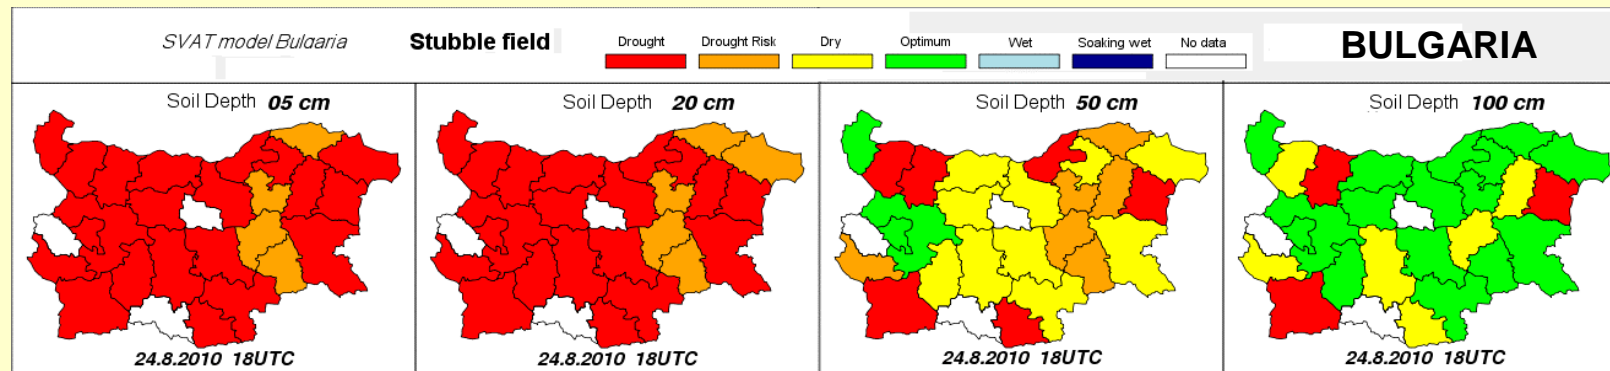 SVAT model Bulgaria Stubble field Drought Drought Risk Dry Optimum Wet Soaking wet No data BULGARIA
Soil Depth 05 cm
24.8.2010 18UTC
Soil Depth 20 cm
24.8.2010 18UTC
Soil Depth 50 cm
24.8.2010 18UTC
Soil Depth 100 cm
24.8.2010 18UTC